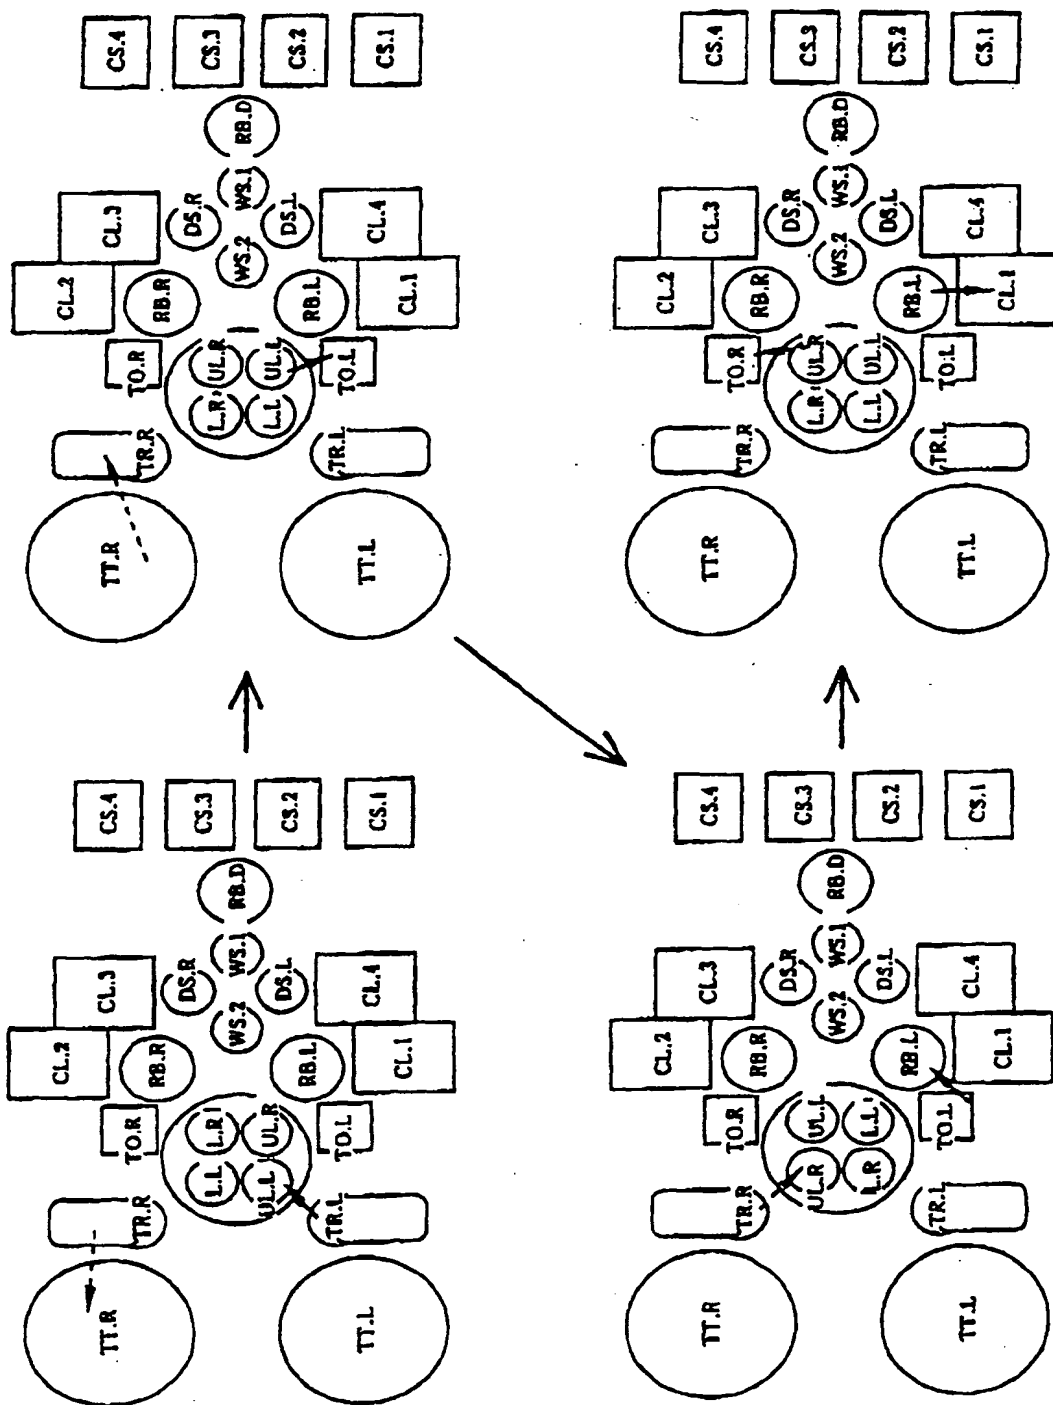 TT.R
TT.L
TR.R
TR.L
L.L
L.R
UL.L
UL.R
TO.R
TO.L
RB.R
RB.L
CL.2
CL.1
CL.3
CL.4
WS.2
DS.R
DS.L
WS.1
RB.D
CS.4
CS.3
CS.2
CS.1
TT.R
TT.L
TR.R
TR.L
L.R
L.L
UL.R
UL.L
TO.R
TO.L
RB.R
RB.L
CL.2
CL.1
CL.3
CL.4
WS.2
DS.R
DS.L
WS.1
RB.D
CS.4
CS.3
CS.2
CS.1
TT.R
TT.L
TR.R
TR.L
UL.R
L.R
UL.L
L.L
TO.R
TO.L
RB.R
RB.L
CL.2
CL.1
CL.3
CL.4
WS.2
DS.R
DS.L
WS.1
RB.D
CS.4
CS.3
CS.2
CS.1
TT.R
TT.L
TR.R
TR.L
L.R
L.L
UL.R
UL.L
TO.R
TO.L
RB.R
RB.L
CL.2
CL.1
CL.3
CL.4
WS.2
DS.R
DS.L
WS.1
RB.D
CS.4
CS.3
CS.2
CS.1